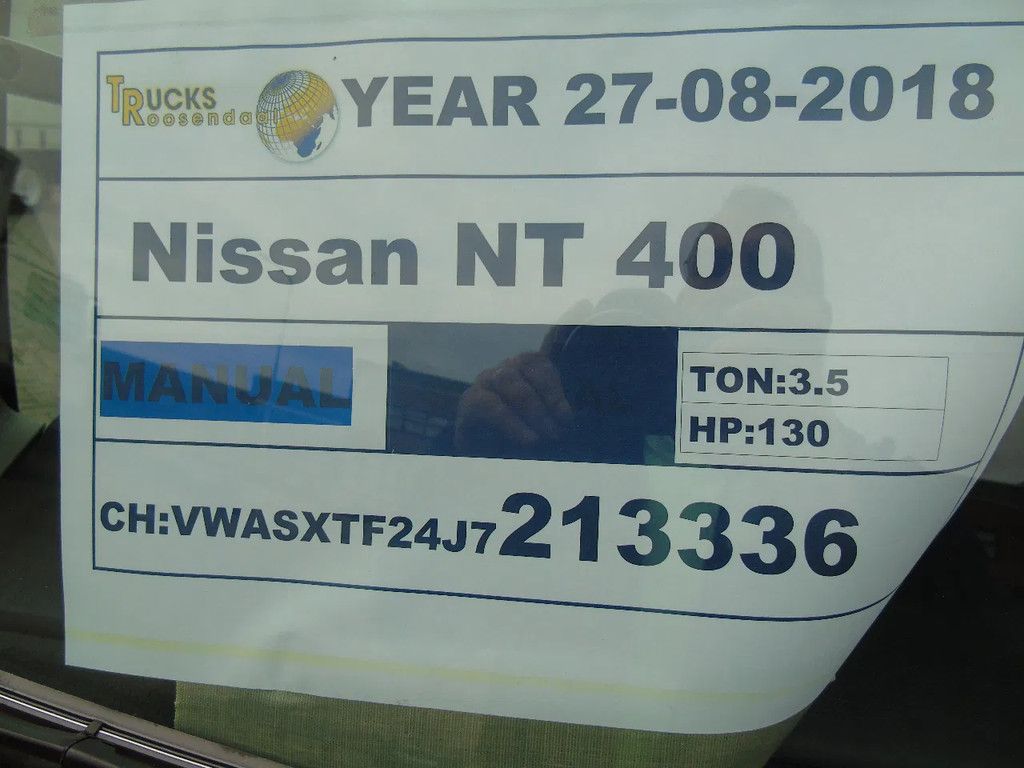 TRUCKS
Roosendaal
YEAR 27-08-2018
Nissan NT 400
MANUAL
TON:3.5
HP:130
CH:VWASXTF24J7213336